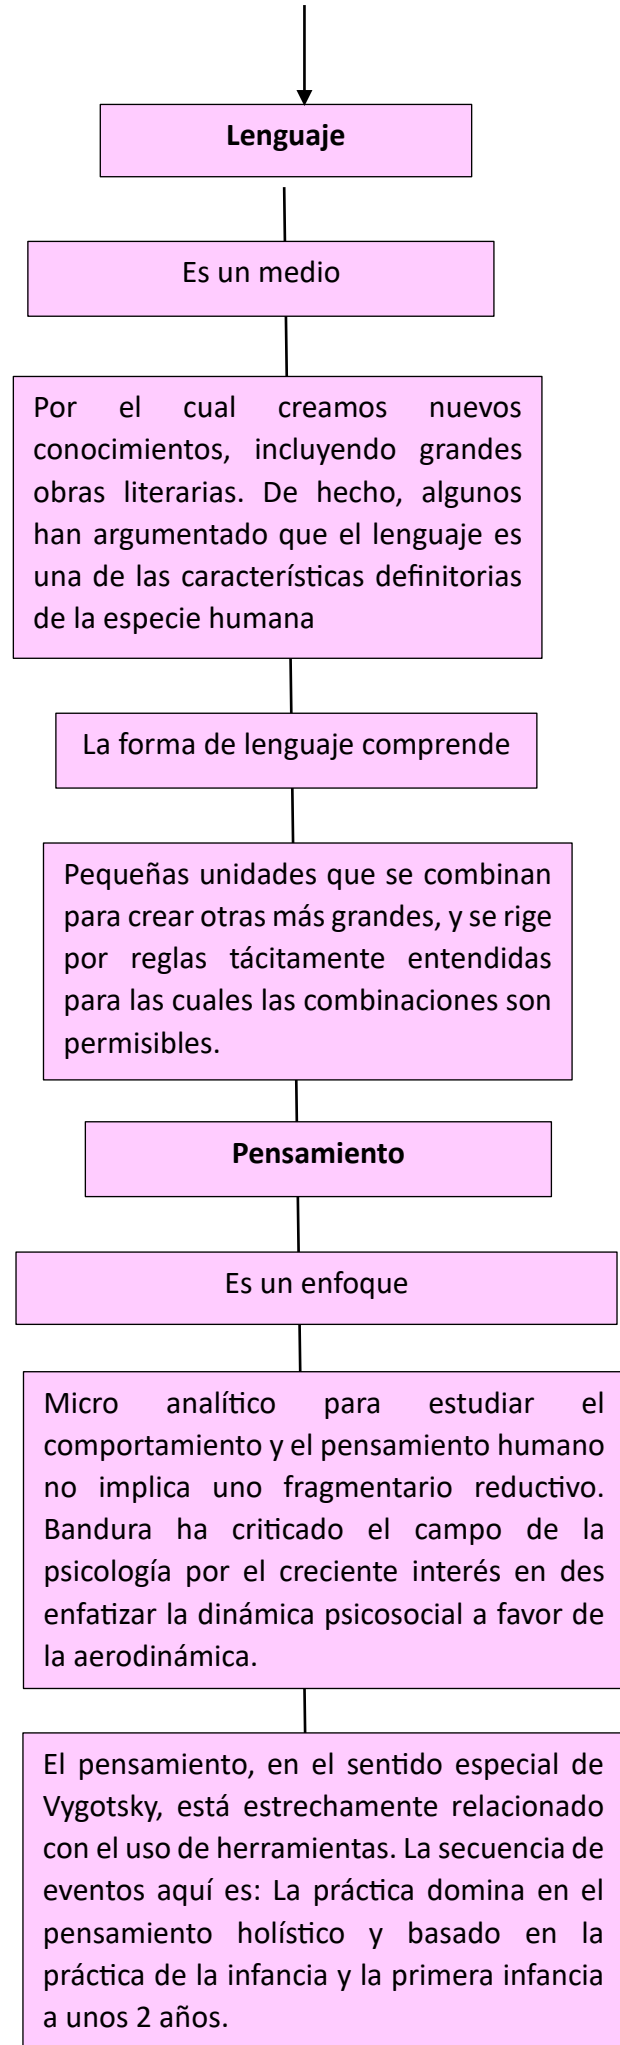 Lenguaje
Es un medio
Por el cual creamos nuevos
conocimientos, incluyendo grandes
obras literarias. De hecho, algunos
han argumentado que el lenguaje es
una de las características definitorias
de la especie humana
La forma de lenguaje comprende
Pequeñas unidades que se combinan
para crear otras más grandes, y se rige
por reglas tácitamente entendidas
para las cuales las combinaciones son
permisibles.
Pensamiento
Es un enfoque
Micro analítico para estudiar el
comportamiento y el pensamiento humano
no implica uno fragmentario reductivo.
Bandura ha criticado el campo de la
psicología por el creciente interés en des
enfatizar la dinámica psicosocial a favor de
la aerodinámica.
El pensamiento, en el sentido especial de
Vygotsky, está estrechamente relacionado
con el uso de herramientas. La secuencia de
eventos aquí es: La práctica domina en el
pensamiento holístico y basado en la
práctica de la infancia y la primera infancia
a unos 2 años.